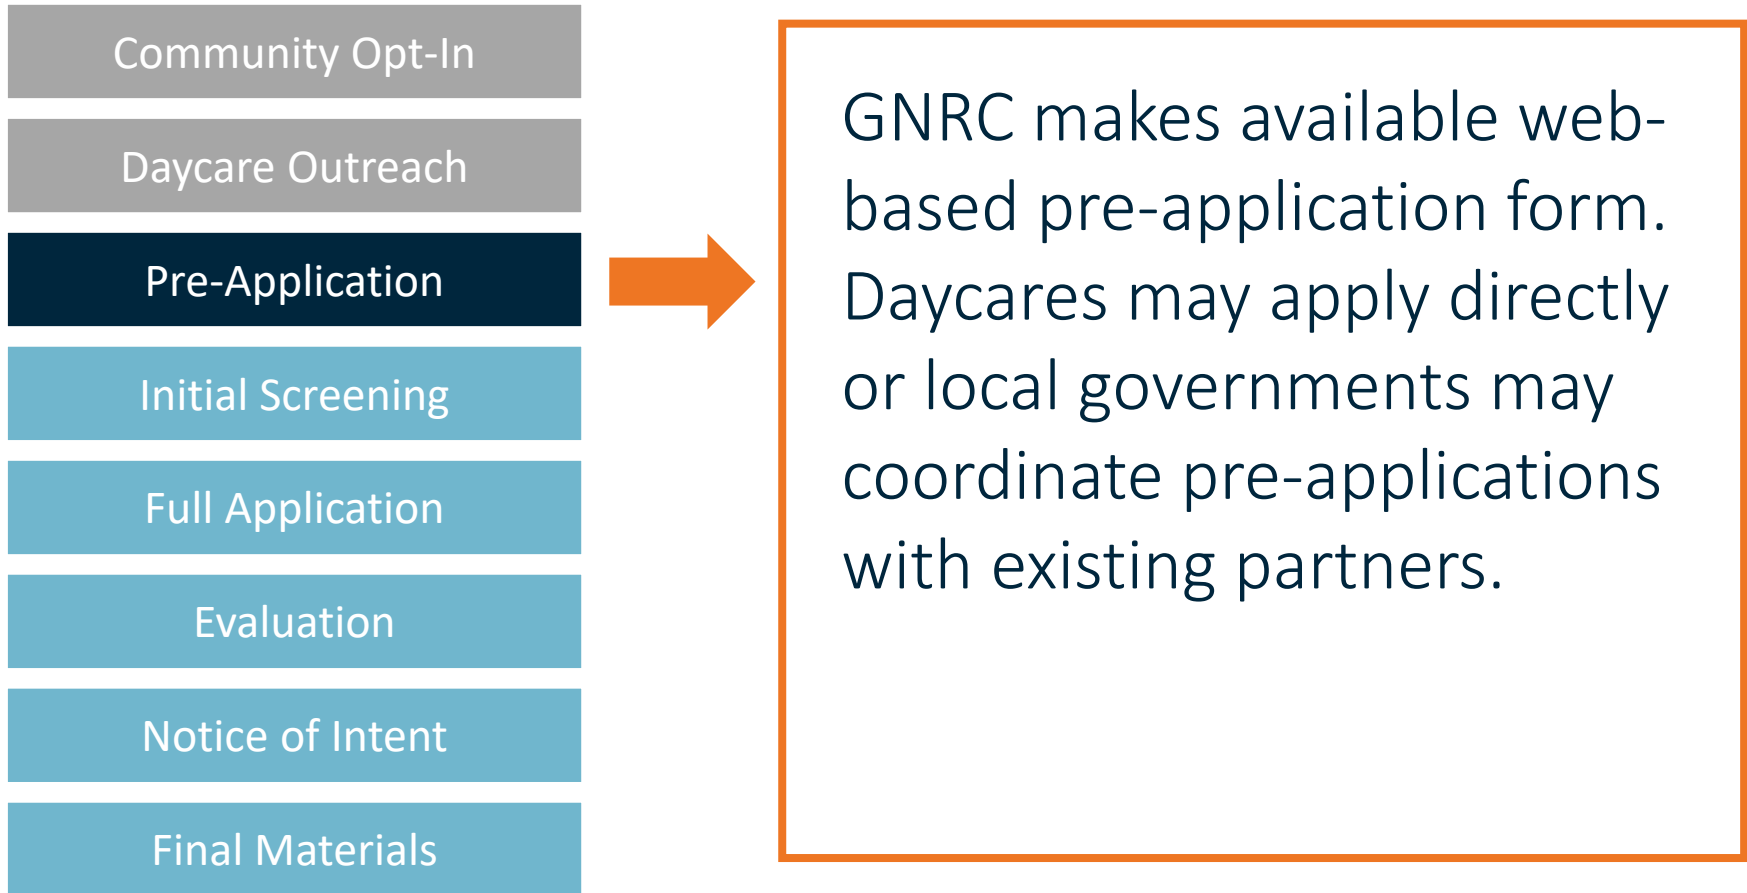 Community Opt-In
Daycare Outreach
Pre-Application
Initial Screening
Full Application
Evaluation
Notice of Intent
Final Materials
GNRC makes available web-
based pre-application form.
Daycares may apply directly
or local governments may
coordinate pre-applications
with existing partners.